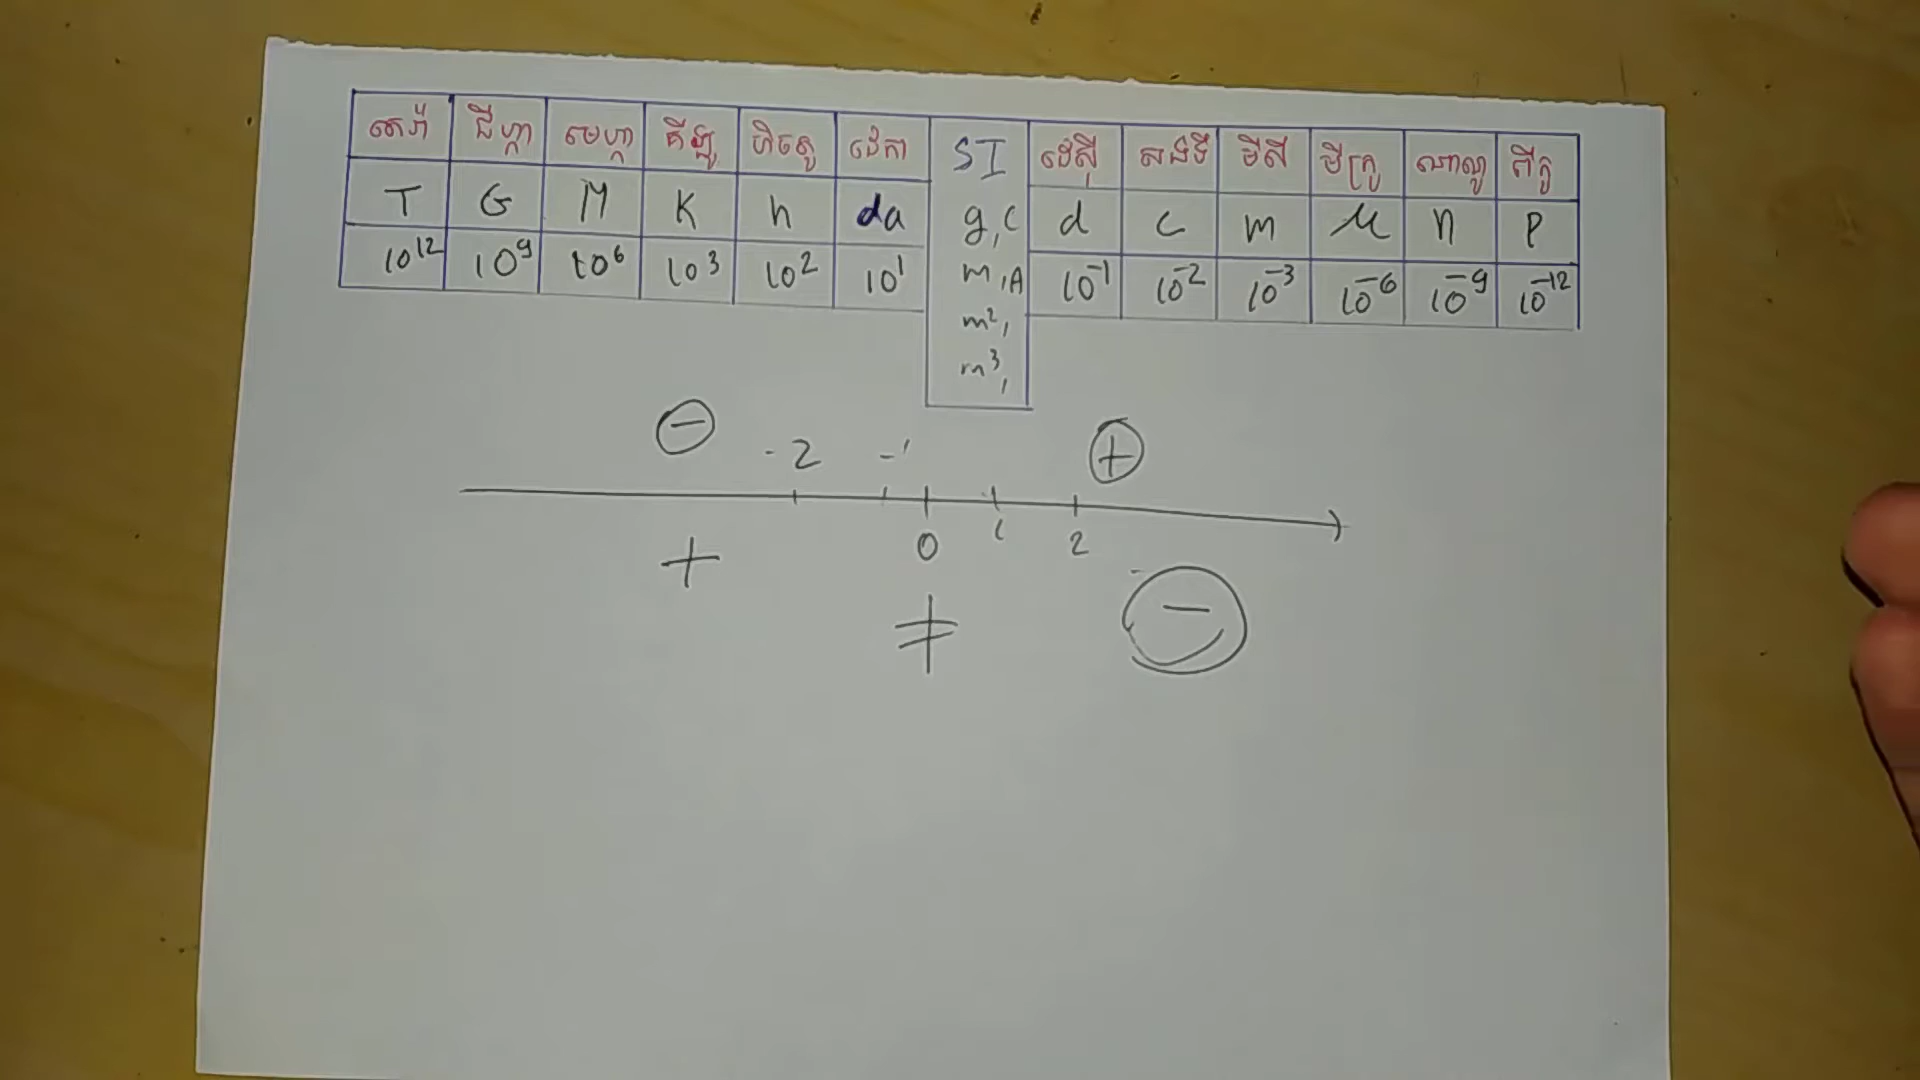 តេរ៉ា ជីហ្គា មេហ្គា គីឡូ ហិចតូ ដេកា SI ដេស៊ី សង់ទី មីលី មីក្រូ ណាណូ ពីកូ
T G M K h da g,C d c m μ n P
10¹² 10⁹ 10⁶ 10³ 10² 10¹ m,A 10⁻¹ 10⁻² 10⁻³ 10⁻⁶ 10⁻⁹ 10⁻¹²
m²,
m³,
⊖ -2 -1 ⊕
0 1 2
+ ≠ ⊖